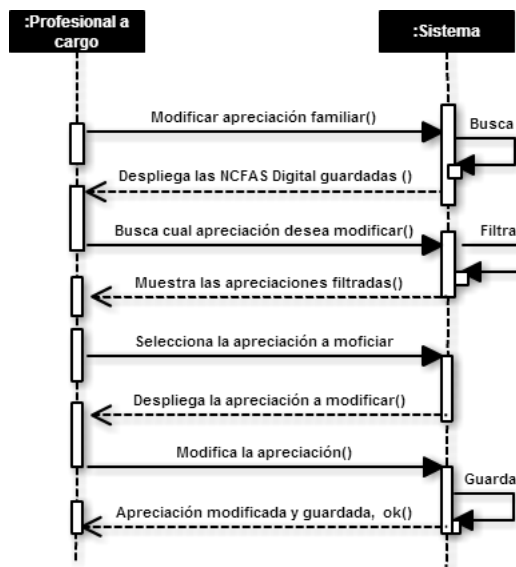 :Profesional a
cargo
:Sistema
Modificar apreciación familiar()
Busca
Despliega las NCFAS Digital guardadas ()
Busca cual apreciación desea modificar()
Filtra
Muestra las apreciaciones filtradas()
Selecciona la apreciación a moficiar
Despliega la apreciación a modificar()
Modifica la apreciación()
Guarda
Apreciación modificada y guardada, ok()